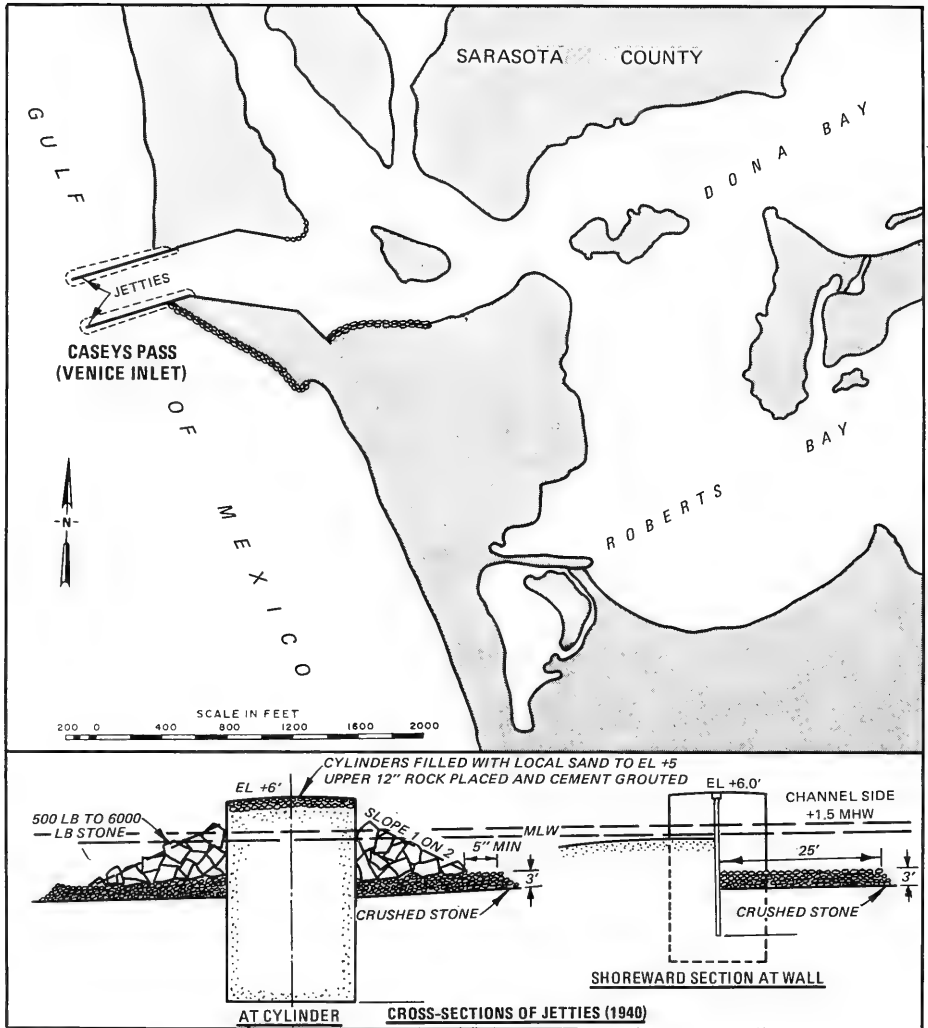 SARASOTA COUNTY
GULF
DONA BAY
JETTIES
CASEYS PASS
(VENICE INLET)
OF
BAY
ROBERTS
-N-
MEXICO
SCALE IN FEET
200 0 400 800 1200 1600 2000
CYLINDERS FILLED WITH LOCAL SAND TO EL +5
UPPER 12" ROCK PLACED AND CEMENT GROUTED
EL +6'
EL +6.0'
CHANNEL SIDE
+1.5 MHW
500 LB TO 6000
LB STONE
SLOPE 1 ON 2
MLW
5" MIN
25'
3'
3'
CRUSHED STONE
CRUSHED STONE
SHOREWARD SECTION AT WALL
AT CYLINDER
CROSS-SECTIONS OF JETTIES (1940)